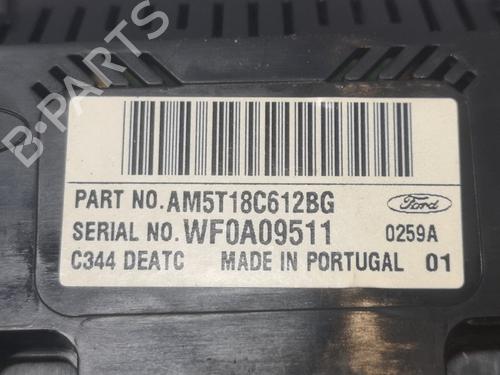 B-PARTS
PART NO.AM5T18C612BG
Ford
SERIAL NO.WF0A09511 0259A
C344 DEATC MADE IN PORTUGAL 01